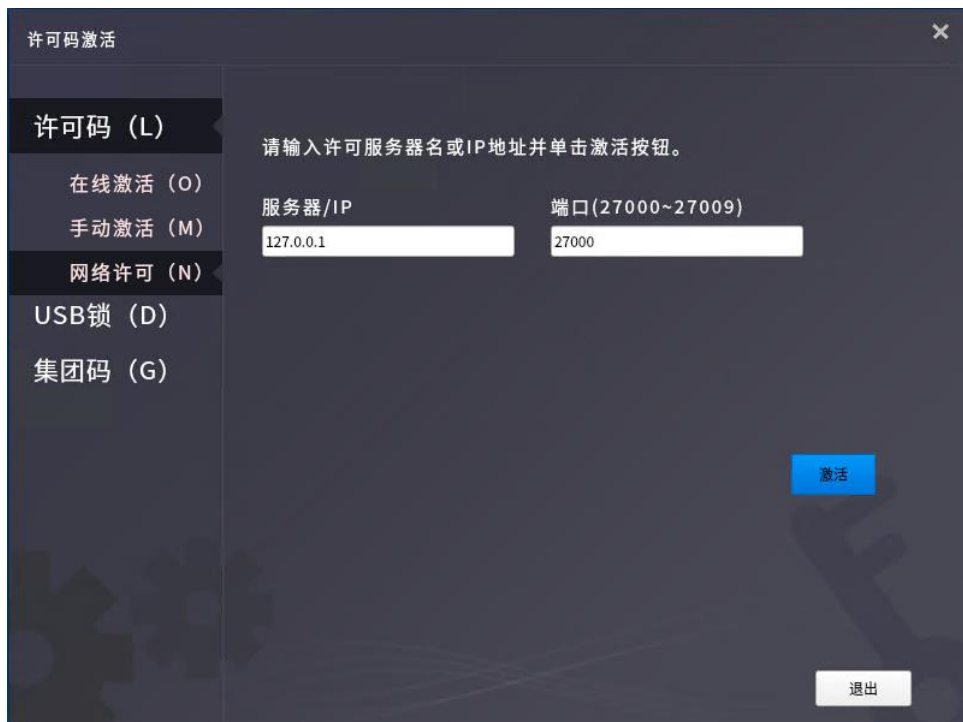 许可码激活
许可码（L）
在线激活（O）
手动激活（M）
网络许可（N）
USB锁（D）
集团码（G）
请输入许可服务器名或IP地址并单击激活按钮。
服务器/IP
端口(27000~27009)
127.0.0.1
27000
激活
退出